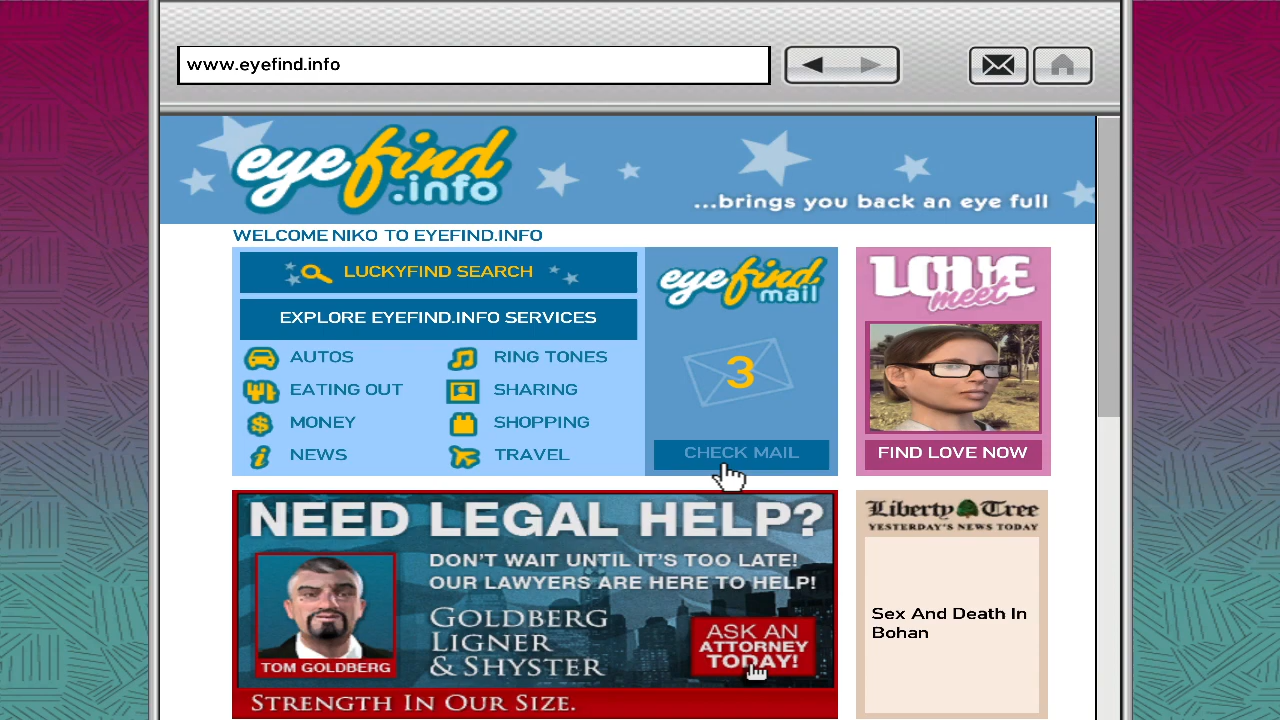 www.eyefind.info
eyefind
.info
...brings you back an eye full
WELCOME NIKO TO EYEFIND.INFO
LUCKYFIND SEARCH
EXPLORE EYEFIND.INFO SERVICES
AUTOS
RING TONES
EATING OUT
SHARING
MONEY
SHOPPING
NEWS
TRAVEL
eyefind
mail
3
CHECK MAIL
LOVE
meet
FIND LOVE NOW
NEED LEGAL HELP?
DON'T WAIT UNTIL IT'S TOO LATE!
OUR LAWYERS ARE HERE TO HELP!
GOLDBERG
LIGNER
& SHYSTER
TOM GOLDBERG
ASK AN
ATTORNEY
TODAY!
STRENGTH IN OUR SIZE.
Liberty Tree
YESTERDAY'S NEWS TODAY
Sex And Death In
Bohan